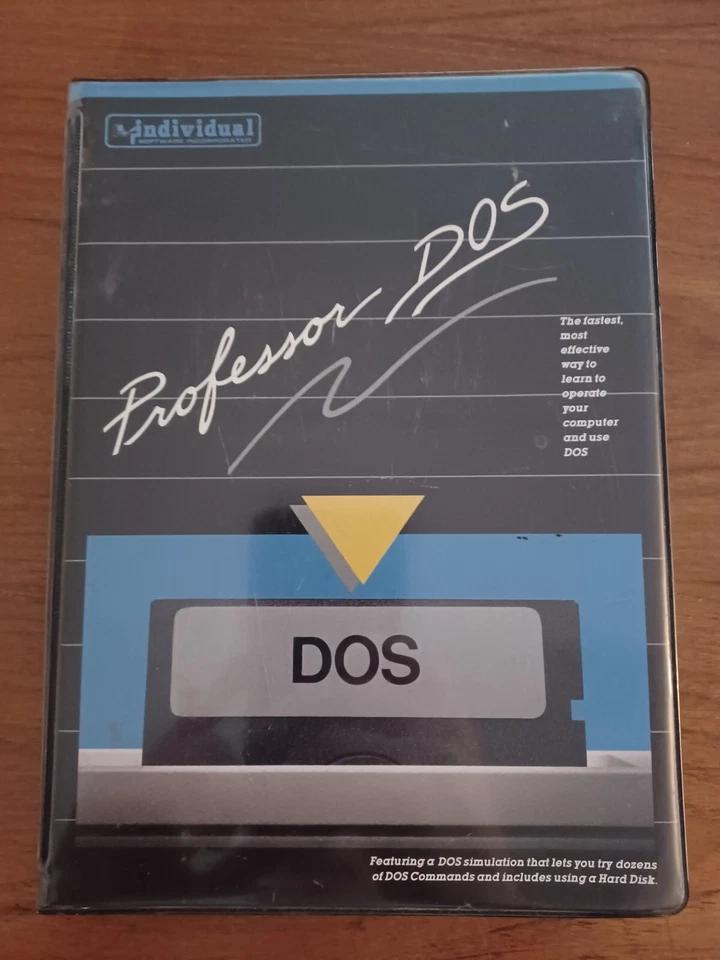 individual
SOFTWARE INCORPORATED
Professor DOS
The fastest,
most
effective
way to
learn to
operate
your
computer
and use
DOS
DOS
Featuring a DOS simulation that lets you try dozens
of DOS Commands and includes using a Hard Disk.